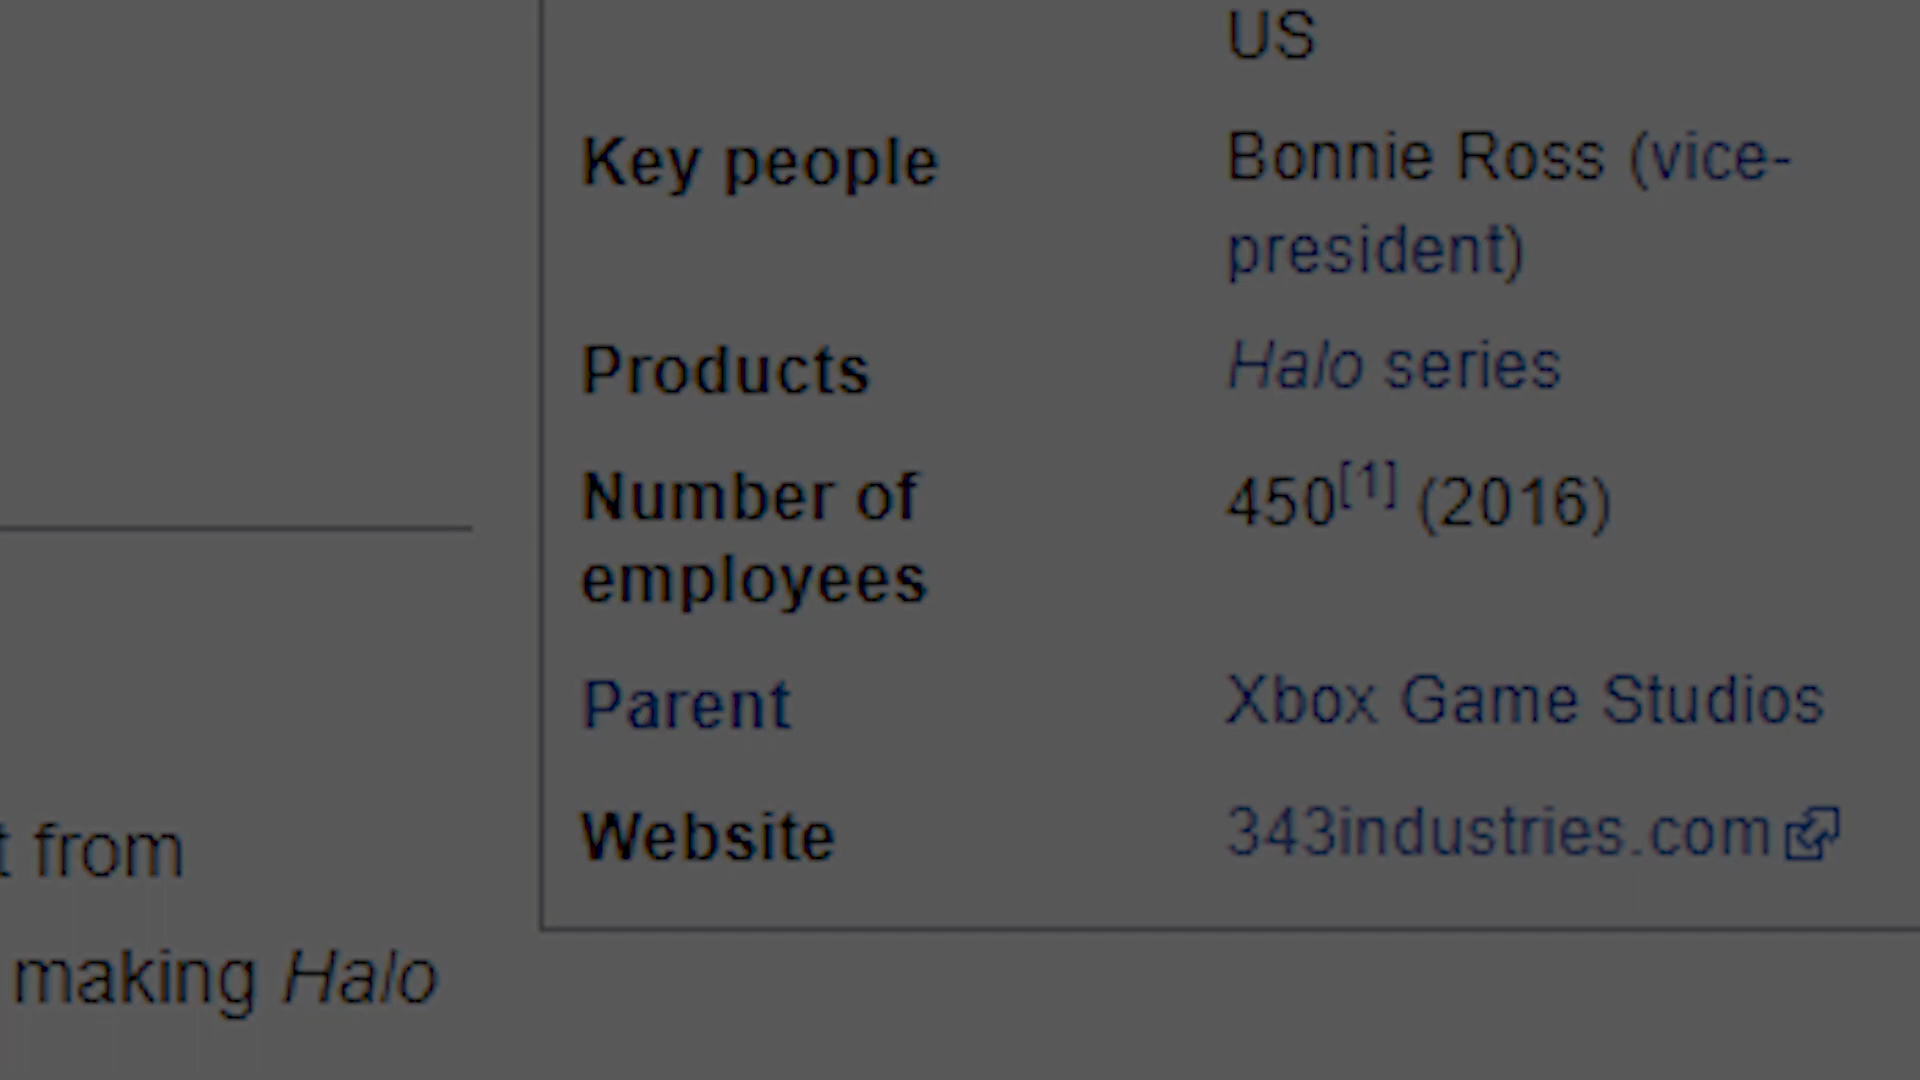 US
Key people
Bonnie Ross (vice-
president)
Products
Halo series
Number of
employees
450[1] (2016)
Parent
Xbox Game Studios
Website
343industries.com
from
making Halo